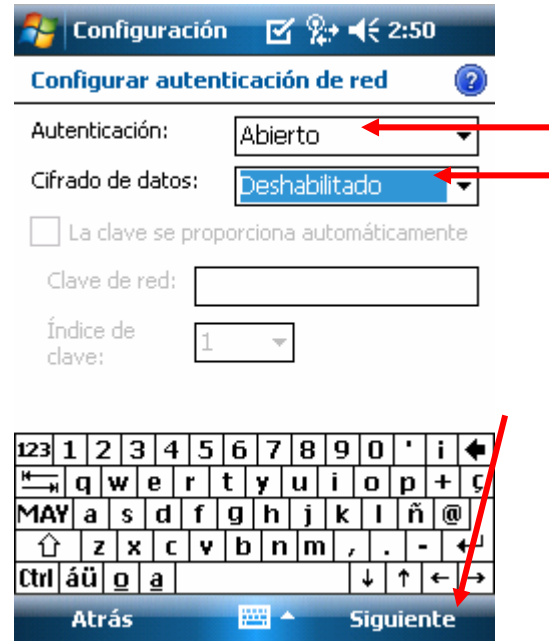 Configuración 2:50
Configurar autenticación de red ?
Autenticación: Abierto
Cifrado de datos: Deshabilitado
La clave se proporciona automáticamente
Clave de red:
Índice de
clave: 1
123 1 2 3 4 5 6 7 8 9 0 ' ¡
q w e r t y u i o p + ç
MAY a s d f g h j k l ñ @
z x c v b n m , . -
Ctrl áü o a ↓ ↑ ← →
Atrás Siguiente